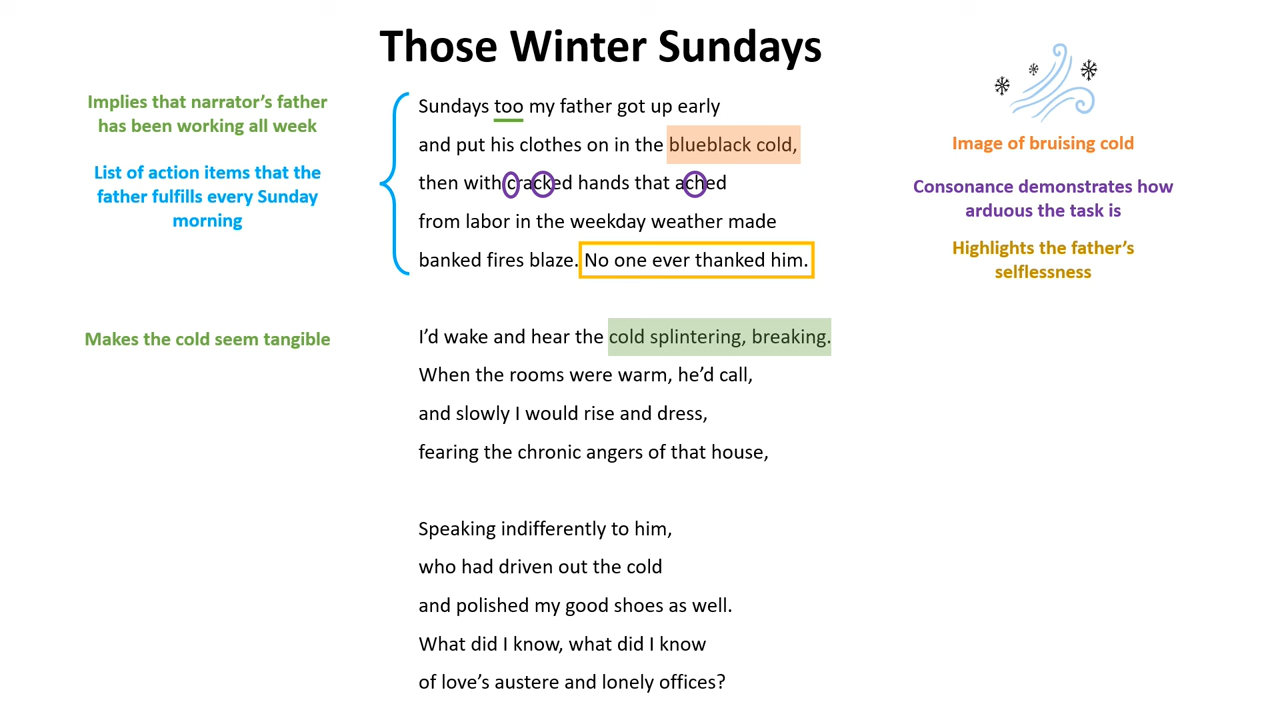 Those Winter Sundays
Implies that narrator's father
has been working all week
List of action items that the
father fulfills every Sunday
morning
Sundays too my father got up early
and put his clothes on in the blueblack cold,
then with cracked hands that ached
from labor in the weekday weather made
banked fires blaze. No one ever thanked him.
Image of bruising cold
Consonance demonstrates how
arduous the task is
Highlights the father's
selflessness
Makes the cold seem tangible
I'd wake and hear the cold splintering, breaking.
When the rooms were warm, he'd call,
and slowly I would rise and dress,
fearing the chronic angers of that house,
Speaking indifferently to him,
who had driven out the cold
and polished my good shoes as well.
What did I know, what did I know
of love's austere and lonely offices?